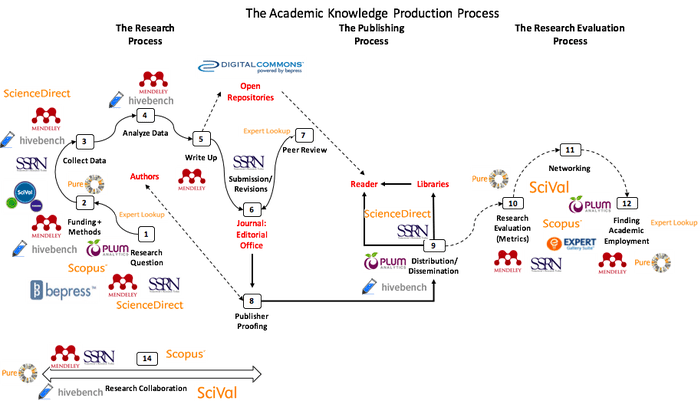 The Academic Knowledge Production Process
The Research
Process
The Publishing
Process
The Research Evaluation
Process
DIGITALCOMMONS™
powered by bepress
ScienceDirect
MENDELEY
hivebench
MENDELEY
hivebench
4
Analyze Data
Open
Repositories
3
Collect Data
5
Write Up
Expert Lookup
7
Peer Review
11
Networking
SSRN
SciVal
Pure
2
Funding +
Methods
Authors
MENDELEY
SSRN
Submission/
Revisions
6
Journal:
Editorial
Office
Reader
Libraries
Pure
SciVal
10
Research
Evaluation
(Metrics)
12
Finding
Academic
Employment
PLUM
ANALYTICS
Scopus
EXPERT
Gallery Suite
Expert Lookup
MENDELEY
SSRN
MENDELEY
Pure
MENDELEY
hivebench
Expert Lookup
1
Research
Question
PLUM
ANALYTICS
Scopus
bepress™
MENDELEY
SSRN
ScienceDirect
ScienceDirect
SSRN
9
Distribution/
Dissemination
PLUM
ANALYTICS
hivebench
8
Publisher
Proofing
MENDELEY
SSRN
14
Scopus
Pure
hivebench
Research Collaboration
SciVal